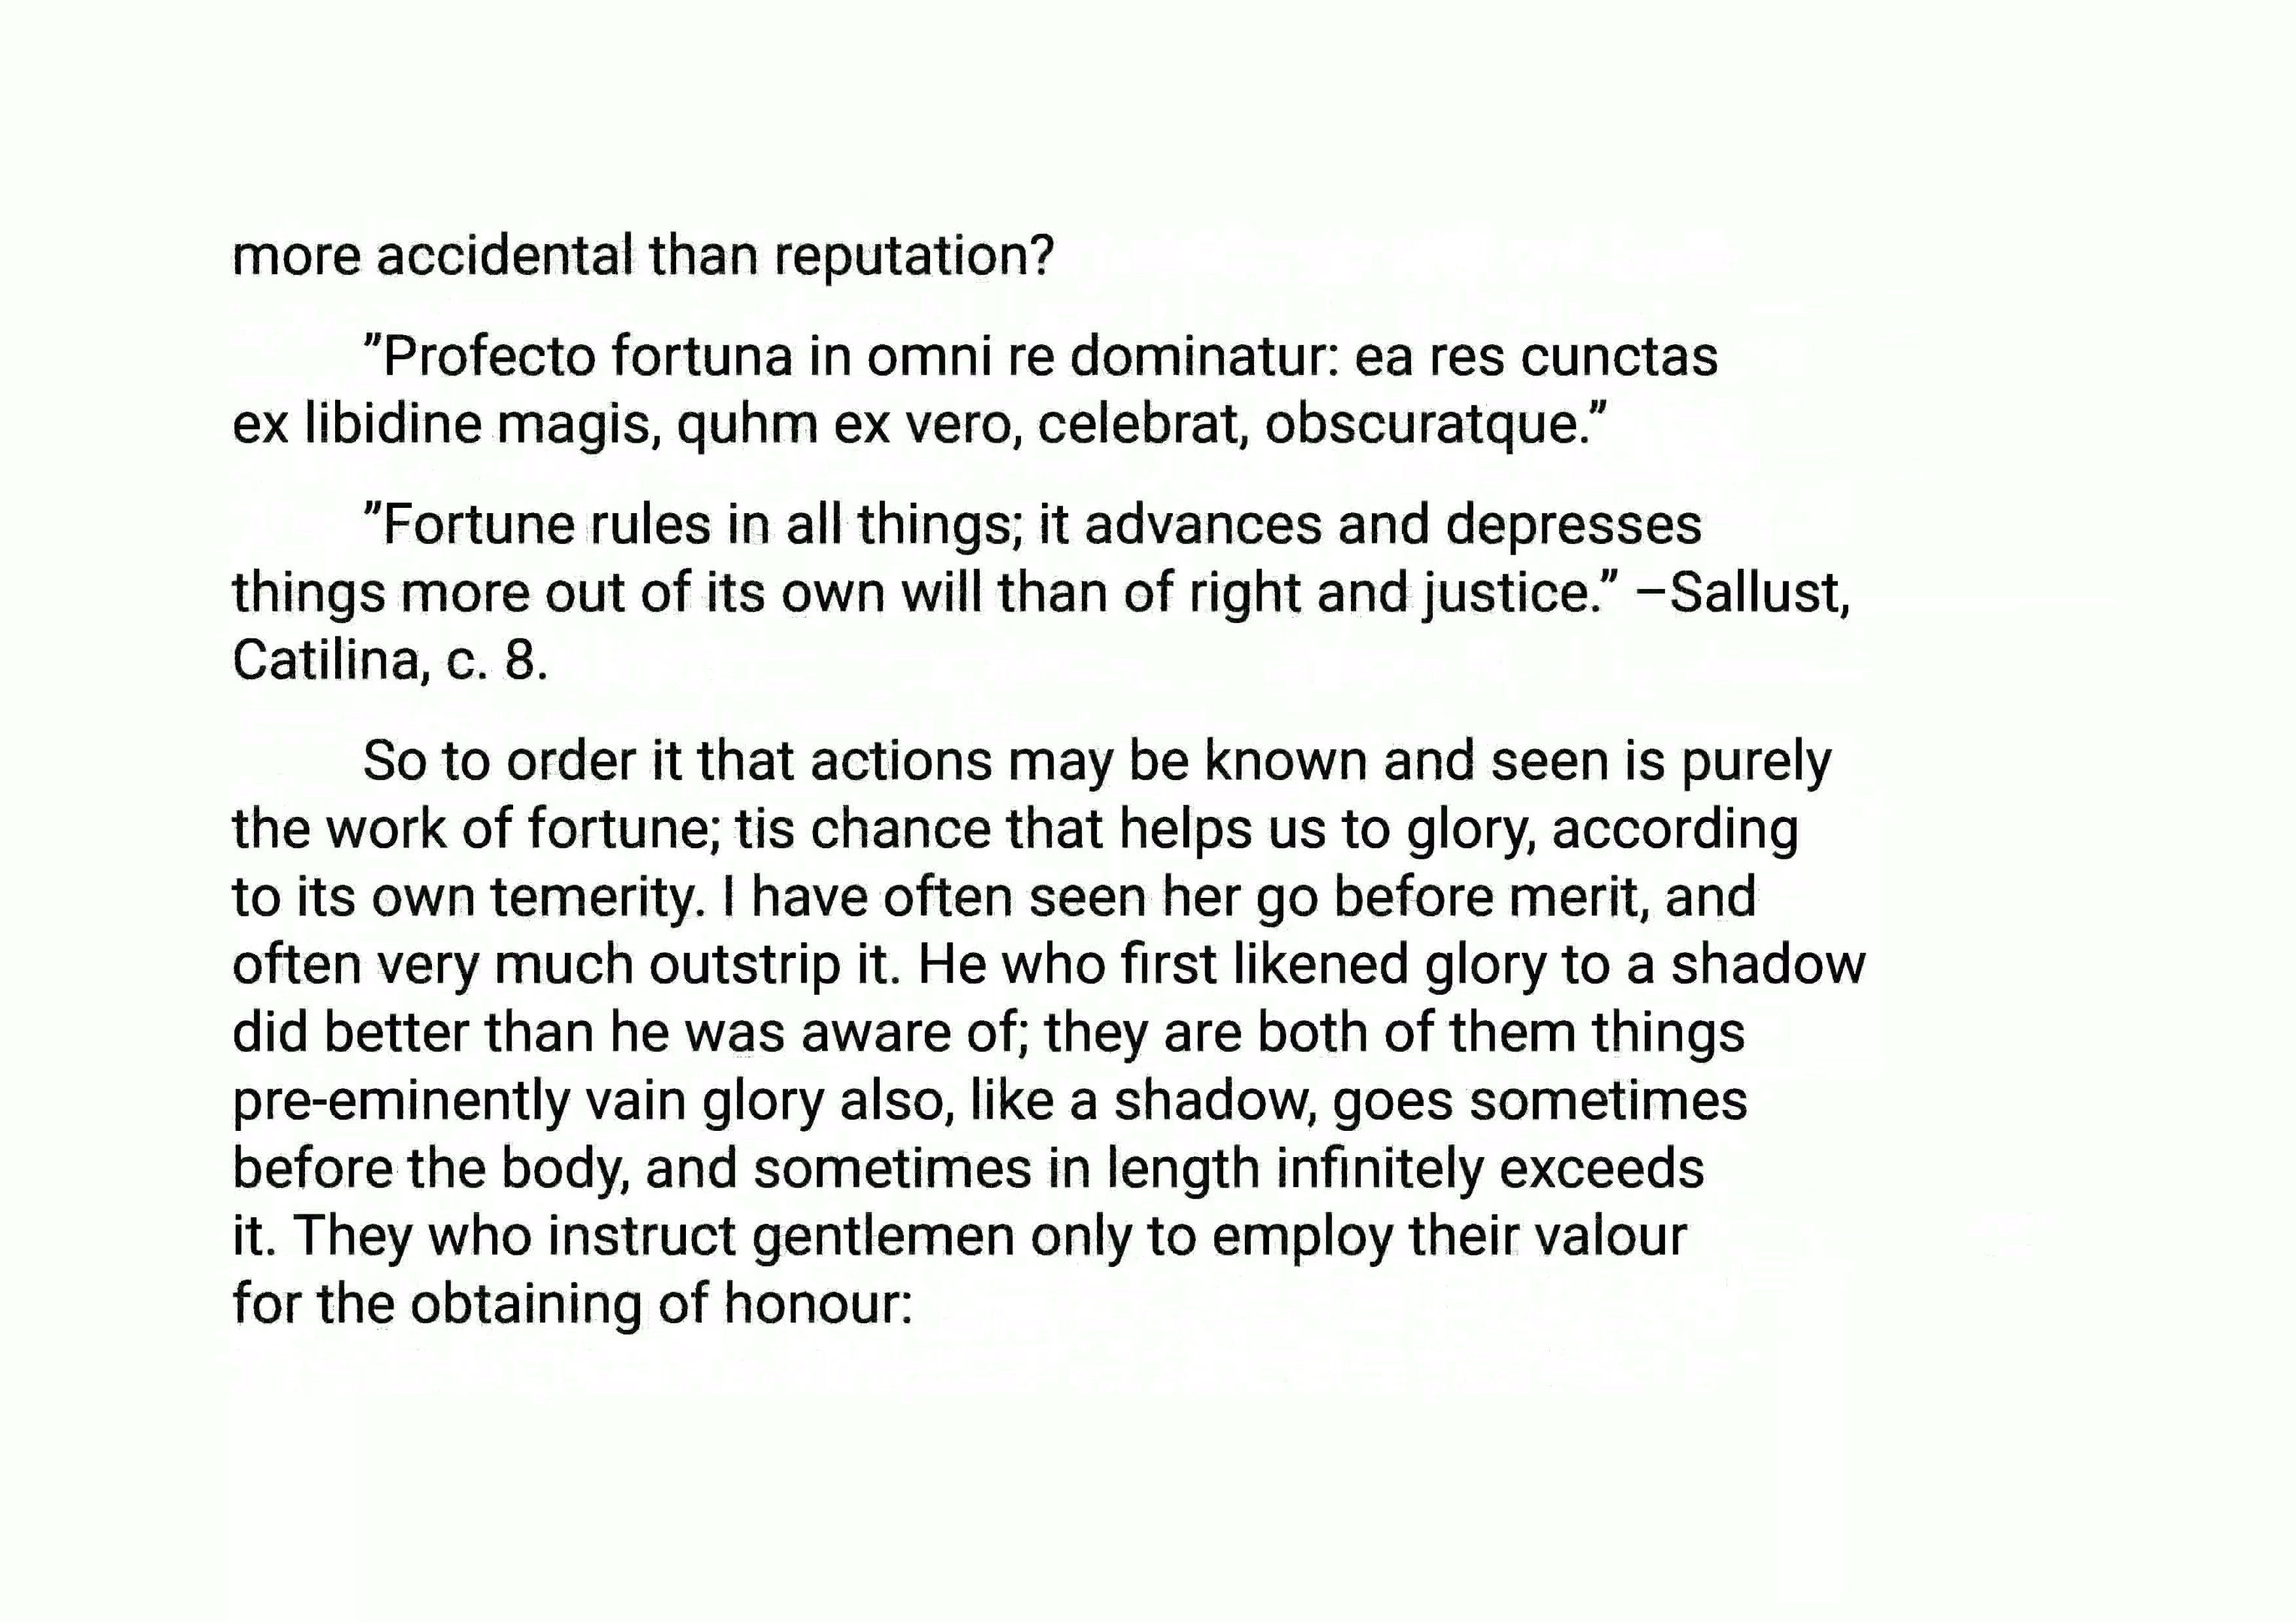 more accidental than reputation?
”Profecto fortuna in omni re dominatur: ea res cunctas
ex libidine magis, quhm ex vero, celebrat, obscuratque.”
”Fortune rules in all things; it advances and depresses
things more out of its own will than of right and justice.” –Sallust,
Catilina, c. 8.
So to order it that actions may be known and seen is purely
the work of fortune; tis chance that helps us to glory, according
to its own temerity. I have often seen her go before merit, and
often very much outstrip it. He who first likened glory to a shadow
did better than he was aware of; they are both of them things
pre-eminently vain glory also, like a shadow, goes sometimes
before the body, and sometimes in length infinitely exceeds
it. They who instruct gentlemen only to employ their valour
for the obtaining of honour: